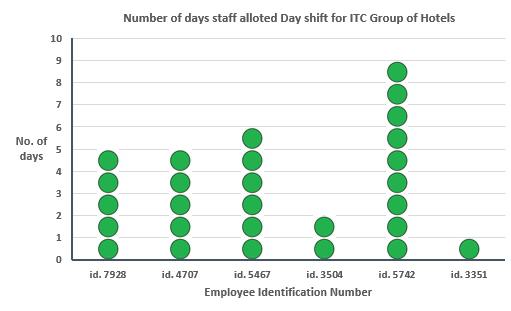 Number of days staff alloted Day shift for ITC Group of Hotels
10
9
8
7
6
5
4
3
2
1
0
No. of
days
id. 7928 id. 4707 id. 5467 id. 3504 id. 5742 id. 3351
Employee Identification Number